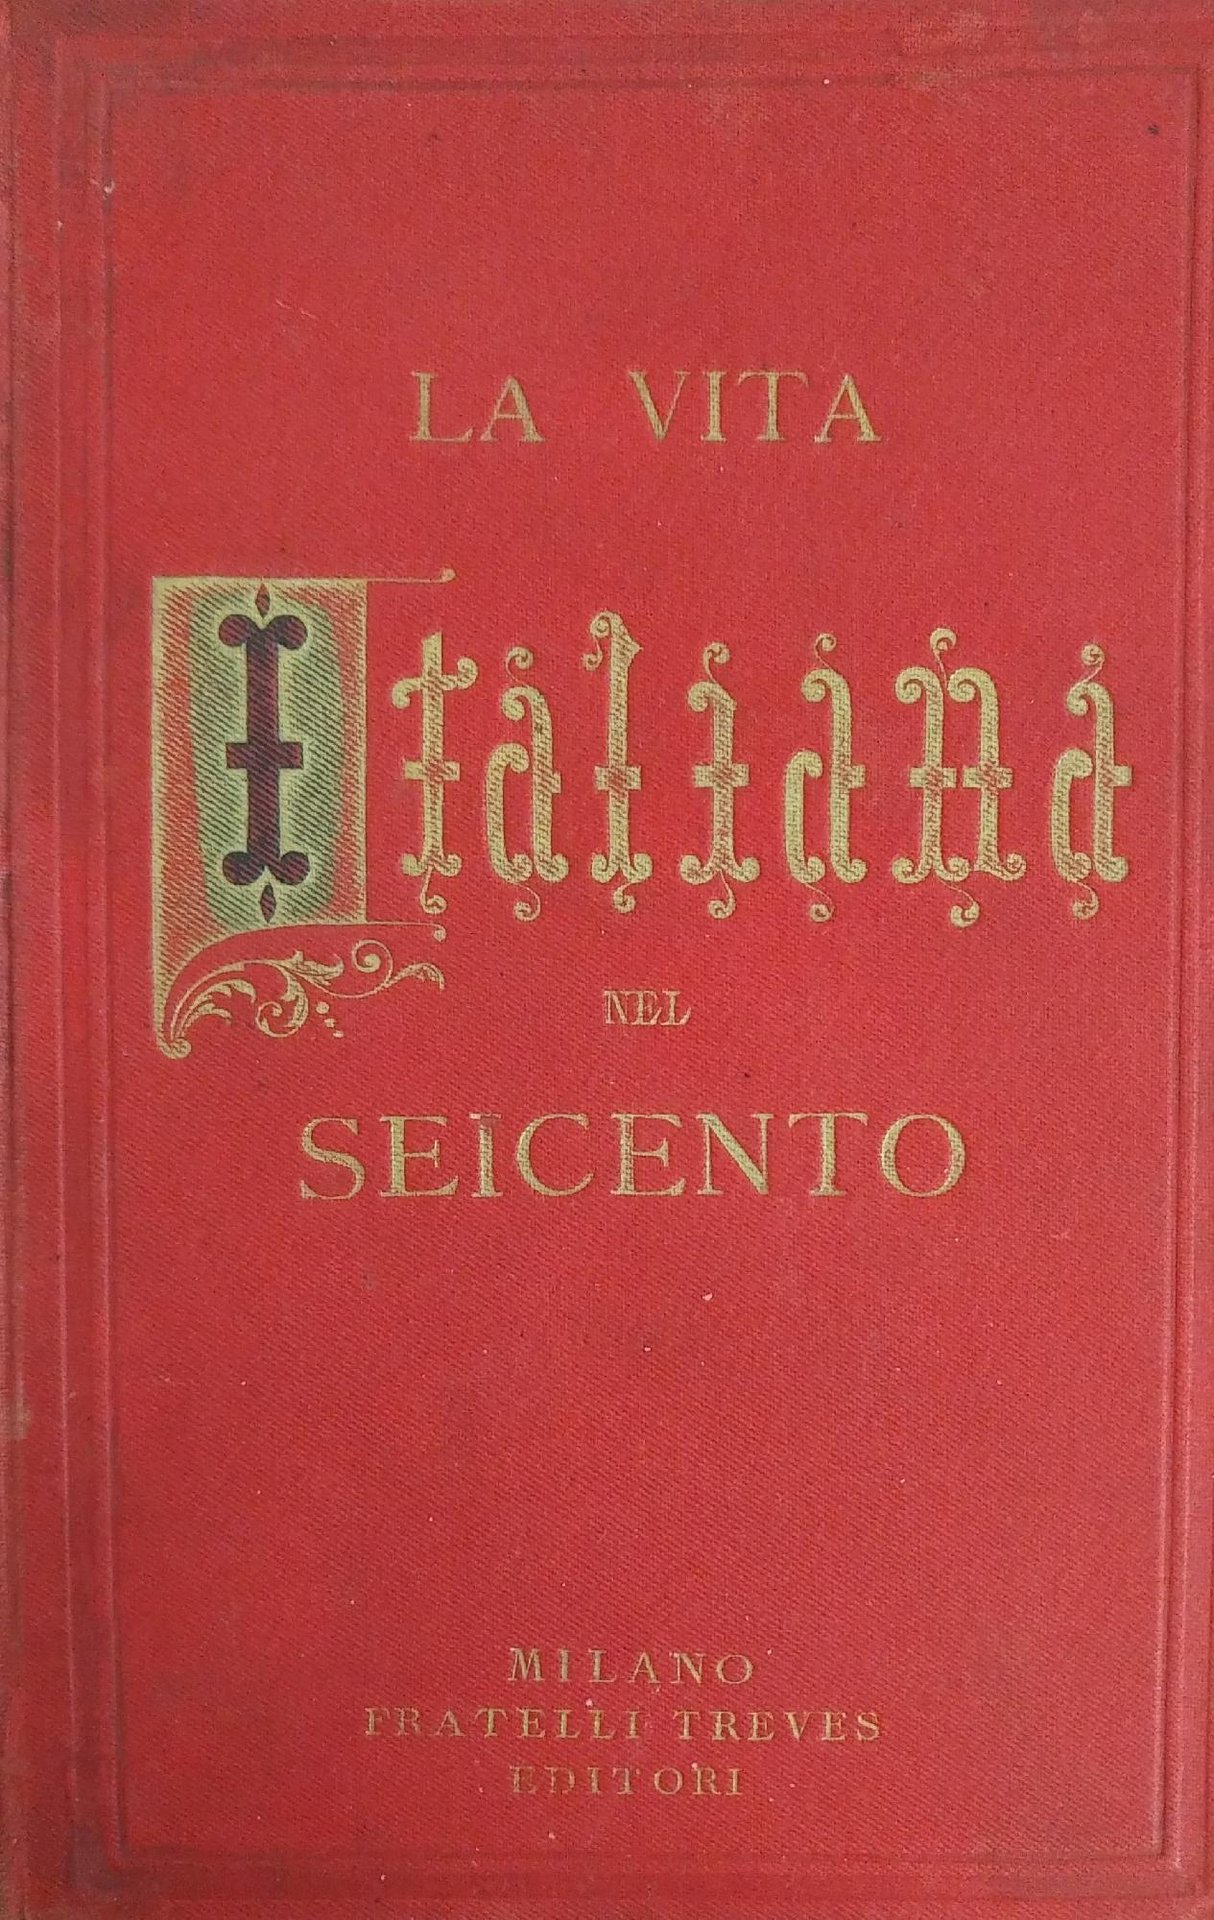 LA VITA
Italiana
NEL
SEICENTO
MILANO
FRATELLI TREVES
EDITORI